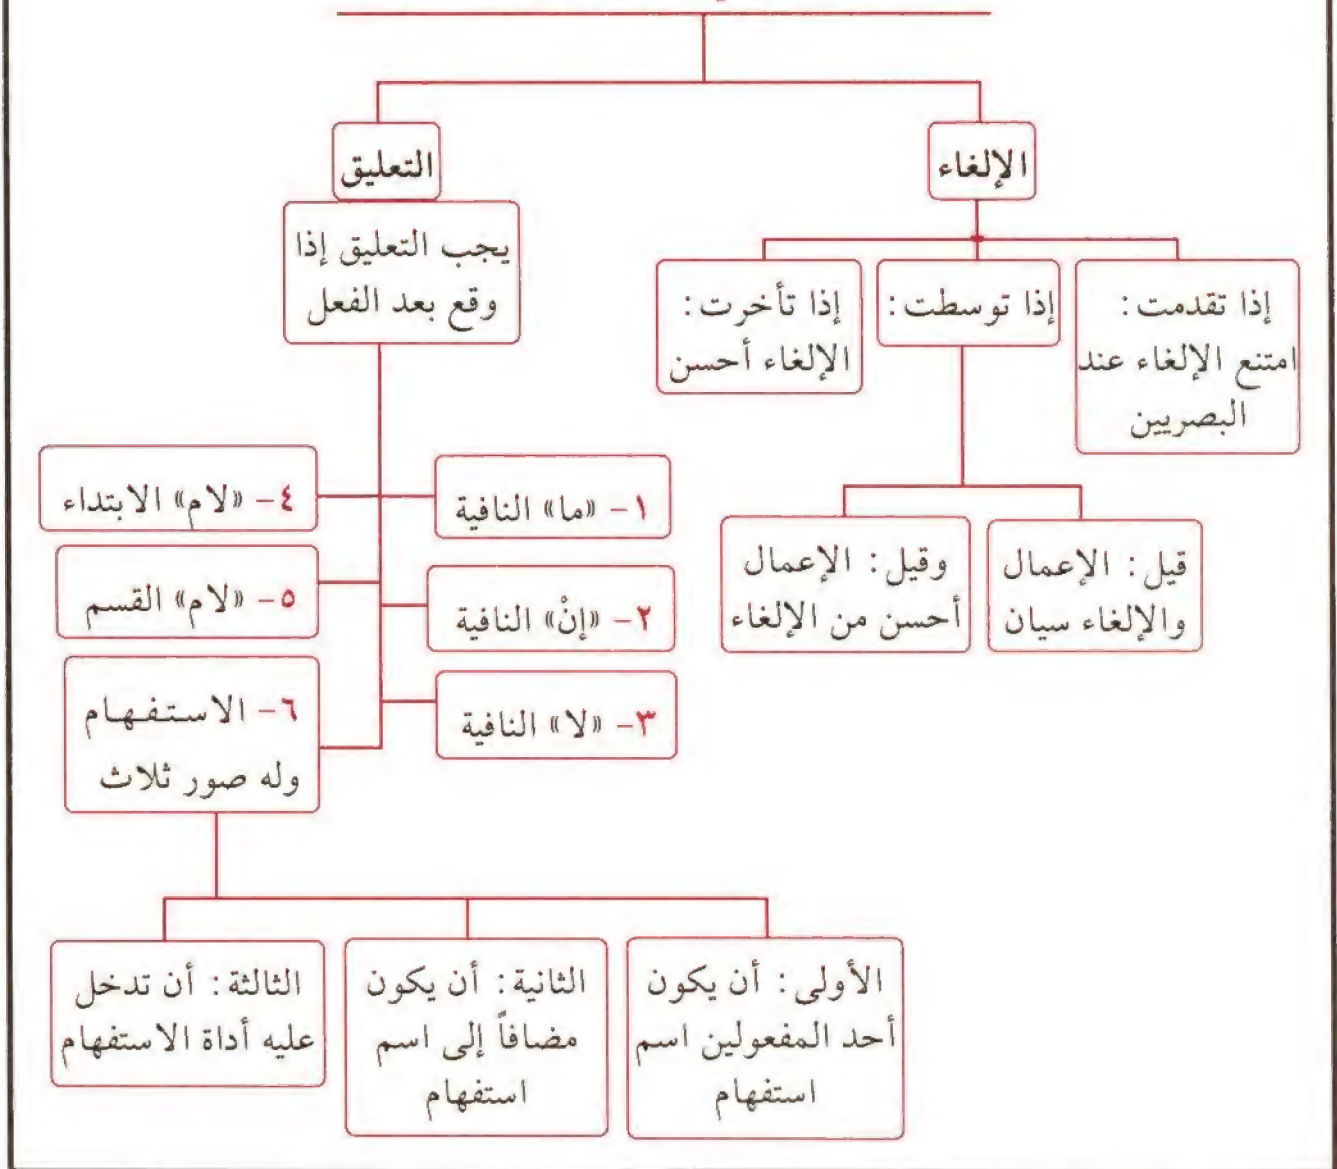 الإلغاء
إذا تقدمت:
امتنع الإلغاء عند
البصريين
إذا توسطت:
قيل: الإعمال
والإلغاء سيان
وقيل: الإعمال
أحسن من الإلغاء
إذا تأخرت:
الإلغاء أحسن
التعليق
يجب التعليق إذا
وقع بعد الفعل
١- «ما» النافية
٢- «إنْ» النافية
٣- «لا» النافية
٤- «لام» الابتداء
٥- «لام» القسم
٦- الاستفهام
وله صور ثلاث
الأولى: أن يكون
أحد المفعولين اسم
استفهام
الثانية: أن يكون
مضافاً إلى اسم
استفهام
الثالثة: أن تدخل
عليه أداة الاستفهام